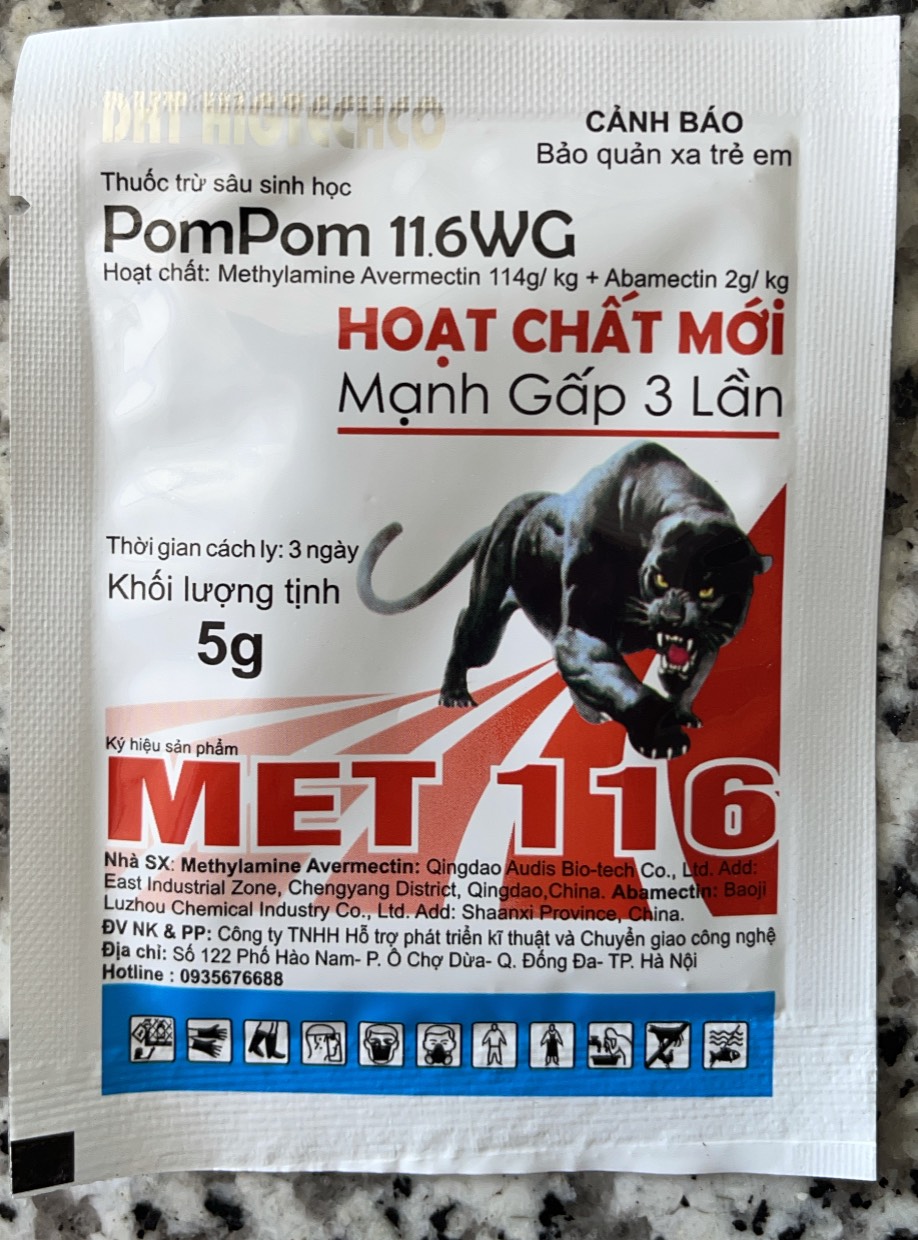 DHT HIGTECHCO
CẢNH BÁO
Bảo quản xa trẻ em
Thuốc trừ sâu sinh học
PomPom 11.6WG
Hoạt chất: Methylamine Avermectin 114g/ kg + Abamectin 2g/ kg
HOẠT CHẤT MỚI
Mạnh Gấp 3 Lần
Thời gian cách ly: 3 ngày
Khối lượng tịnh
5g
Ký hiệu sản phẩm
MET 116
Nhà SX: Methylamine Avermectin: Qingdao Audis Bio-tech Co., Ltd. Add:
East Industrial Zone, Chengyang District, Qingdao,China. Abamectin: Baoji
Luzhou Chemical Industry Co., Ltd. Add: Shaanxi Province, China.
ĐV NK & PP: Công ty TNHH Hỗ trợ phát triển kĩ thuật và Chuyển giao công nghệ
Địa chỉ: Số 122 Phố Hào Nam- P. Ô Chợ Dừa- Q. Đống Đa- TP. Hà Nội
Hotline : 0935676688